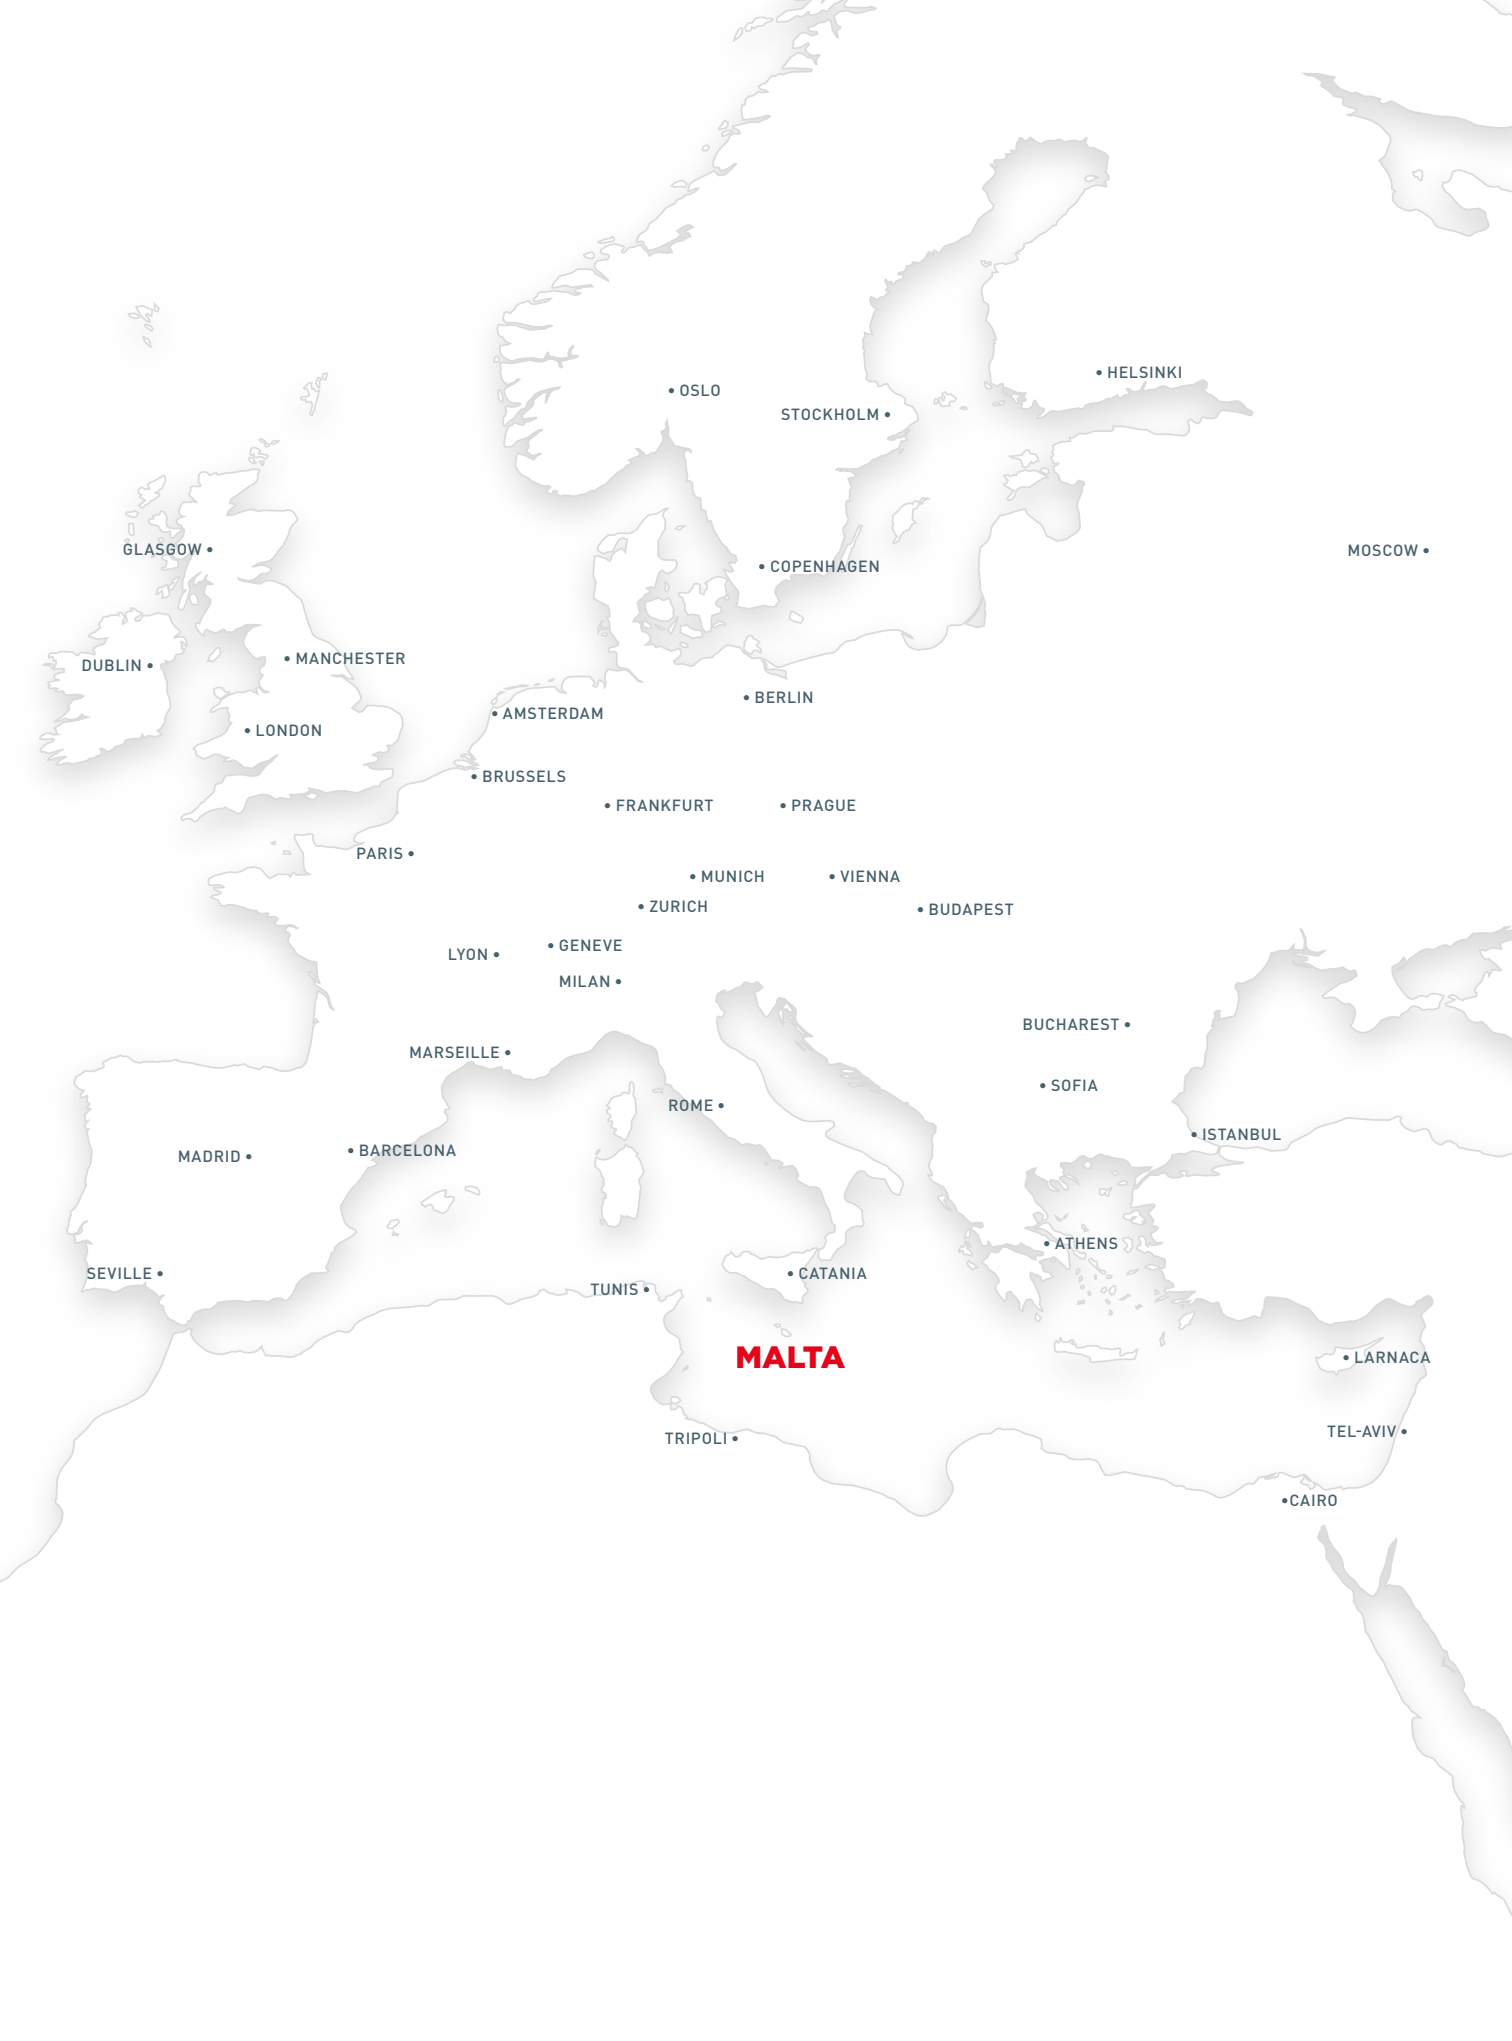 HELSINKI
OSLO
STOCKHOLM
GLASGOW
MOSCOW
COPENHAGEN
MANCHESTER
DUBLIN
BERLIN
AMSTERDAM
LONDON
BRUSSELS
FRANKFURT
PRAGUE
PARIS
MUNICH
VIENNA
ZURICH
BUDAPEST
GENEVE
LYON
MILAN
BUCHAREST
MARSEILLE
SOFIA
ROME
ISTANBUL
BARCELONA
MADRID
ATHENS
SEVILLE
CATANIA
TUNIS
MALTA
LARNACA
TEL-AVIV
TRIPOLI
CAIRO